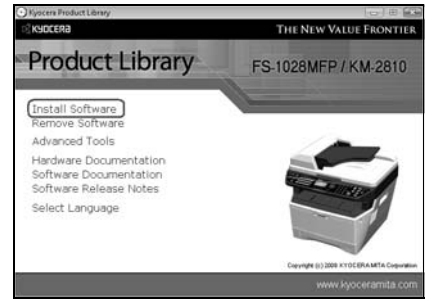 Kyocera Product Library
KYOCERA
THE NEW VALUE FRONTIER
Product Library
FS-1028MFP / KM-2810
Install Software
Remove Software
Advanced Tools
Hardware Documentation
Software Documentation
Software Release Notes
Select Language
Copyright (c) 2008 KYOCERA MITA Corporation
www.kyoceramita.com